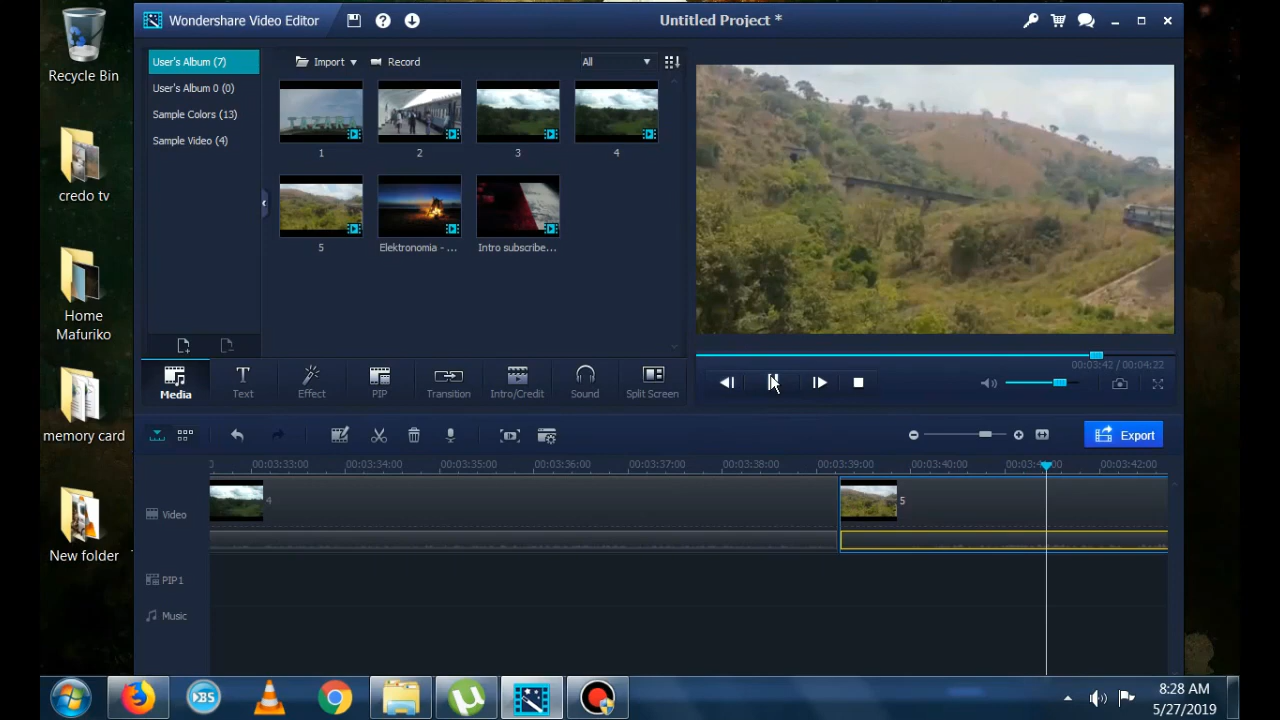 Recycle Bin
credo tv
Home
Mafuriko
memory card
New folder
Wondershare Video Editor
Untitled Project *
User's Album (7)
User's Album 0 (0)
Sample Colors (13)
Sample Video (4)
Import
Record
All
1
2
3
4
TAZARA
5
Elektronomia - ...
Intro subscribe...
Media
Text
Effect
PIP
Transition
Intro/Credit
Sound
Split Screen
00:03:42 / 00:04:22
Export
00:03:33:00
00:03:34:00
00:03:35:00
00:03:36:00
00:03:37:00
00:03:38:00
00:03:39:00
00:03:40:00
00:03:42:00
Video
4
5
PIP1
Music
BS
8:28 AM
5/27/2019